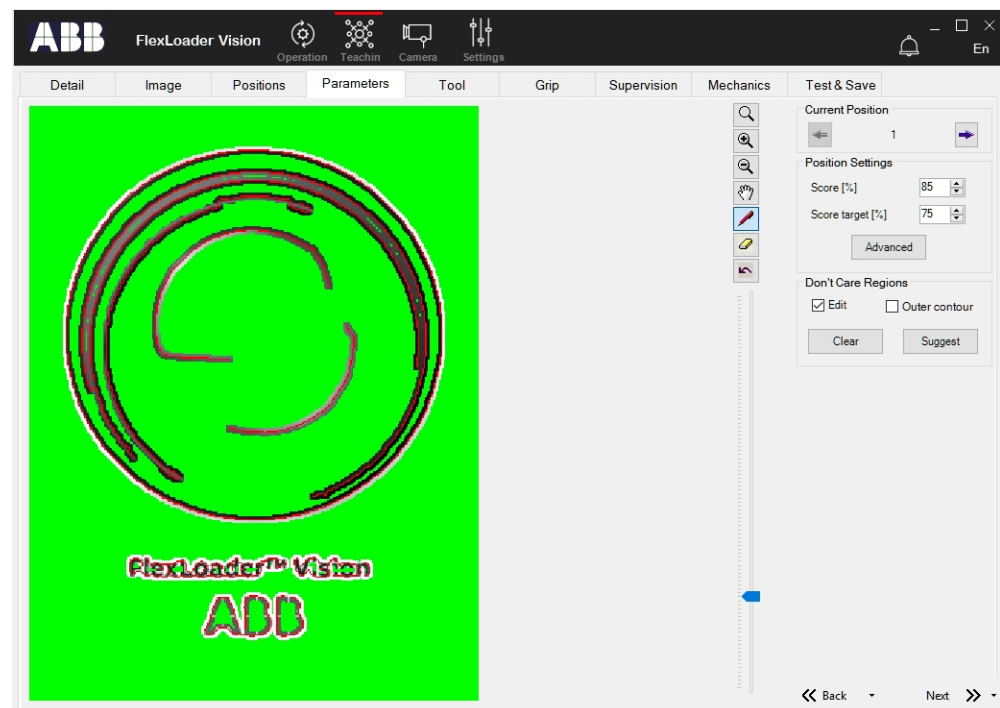 ABB FlexLoader Vision Operation Teachin Camera Settings En
Detail Image Positions Parameters Tool Grip Supervision Mechanics Test & Save
Current Position
1
Position Settings
Score [%] 85
Score target [%] 75
Advanced
Don't Care Regions
Edit Outer contour
Clear Suggest
FlexLoader™ Vision
ABB
Back Next